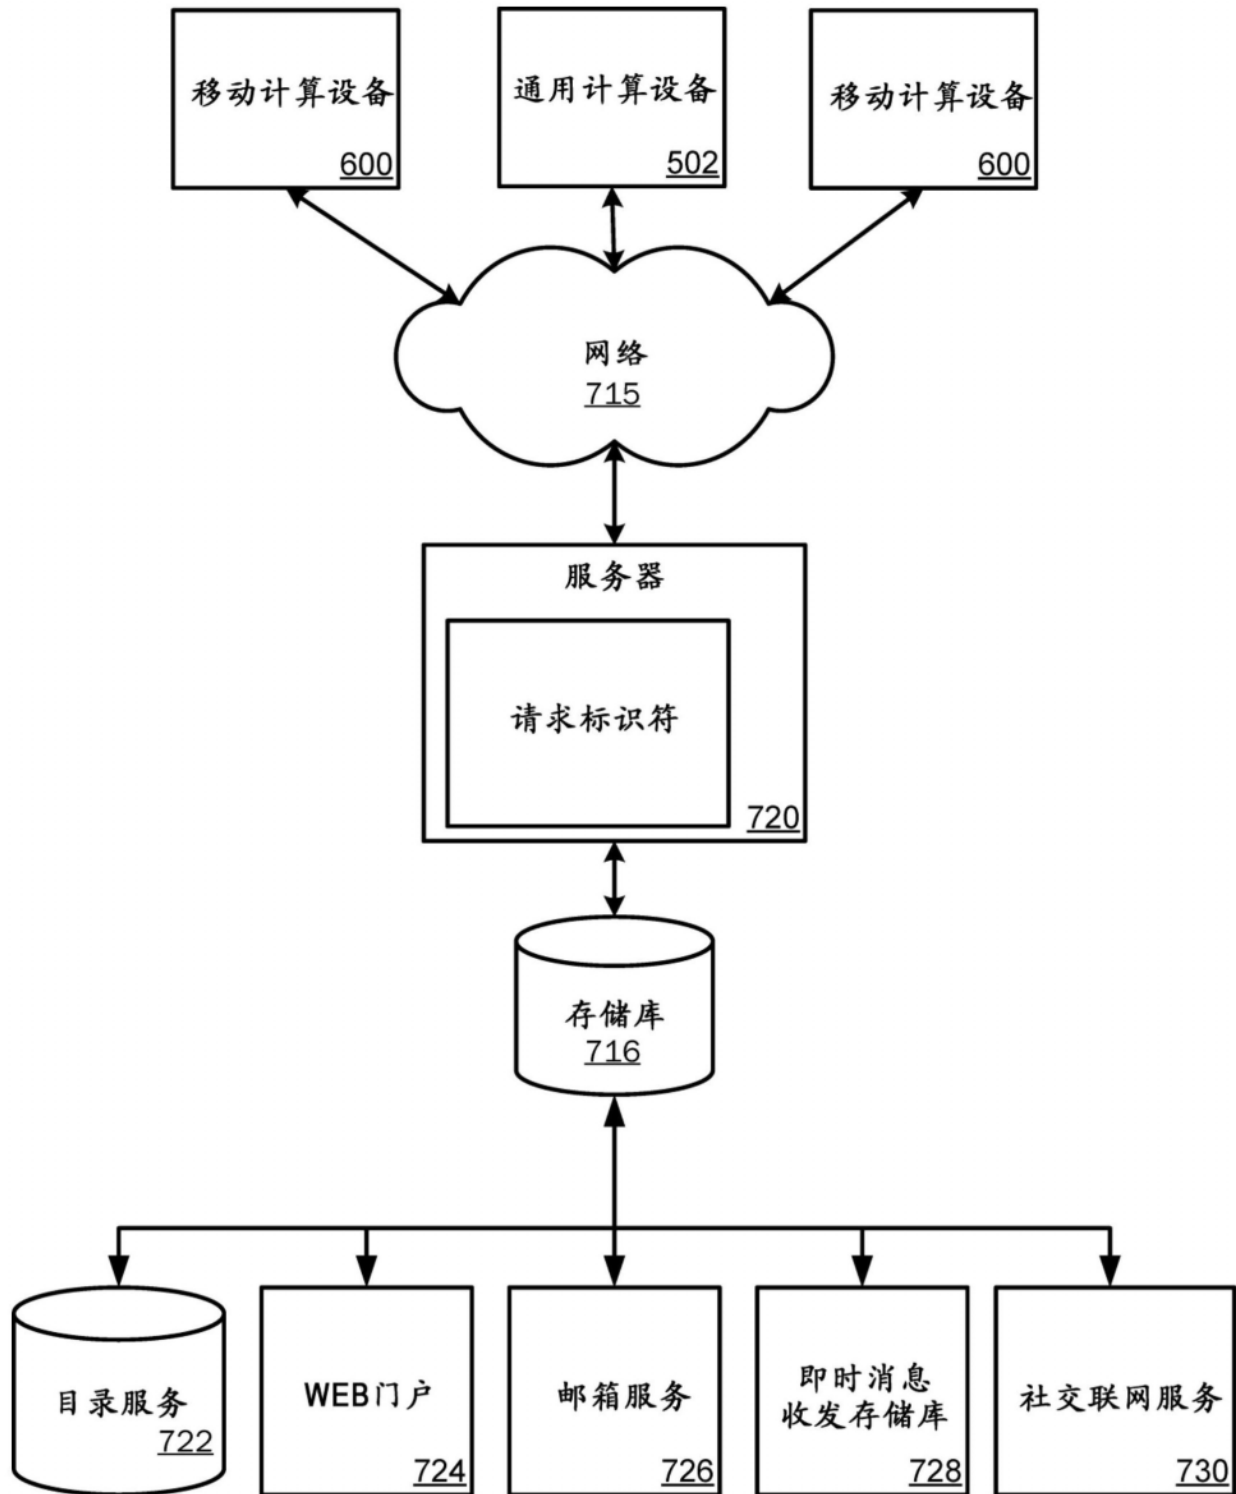 移动计算设备
600
通用计算设备
502
移动计算设备
600
网络
715
服务器
请求标识符
720
存储库
716
目录服务
722
WEB门户
724
邮箱服务
726
即时消息
收发存储库
728
社交联网服务
730